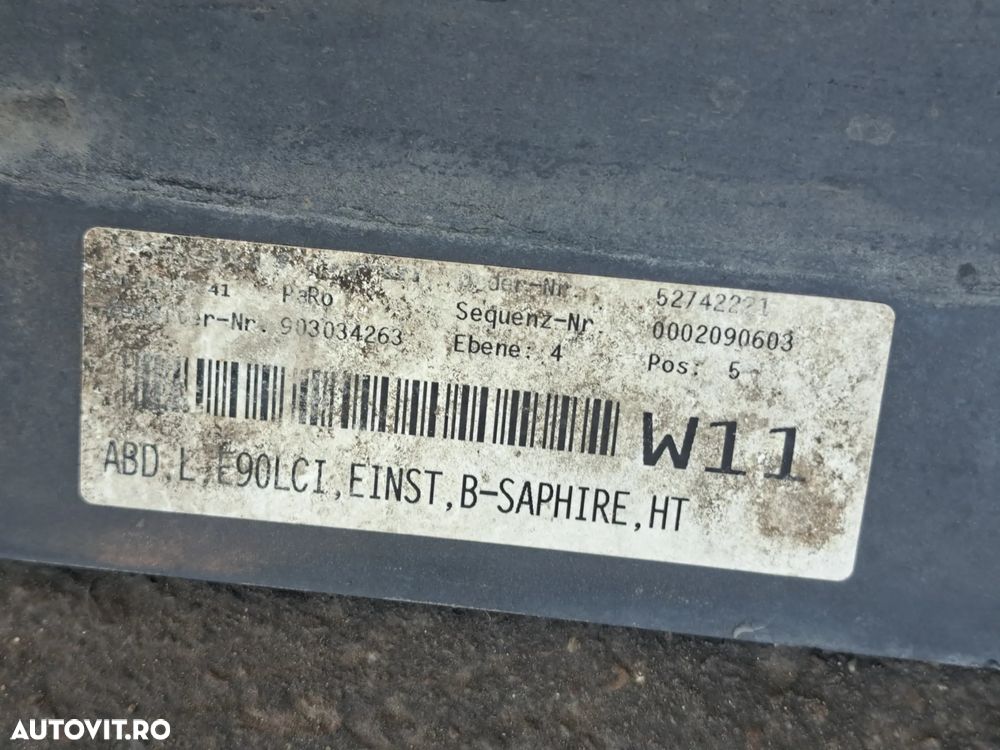 52742221
41 PaRo Sequenz-Nr. 0002090603
903034263 Ebene: 4 Pos: 5
W11
ABD,L,E90LCI,EINST,B-SAPHIRE,HT
AUTOVIT.RO